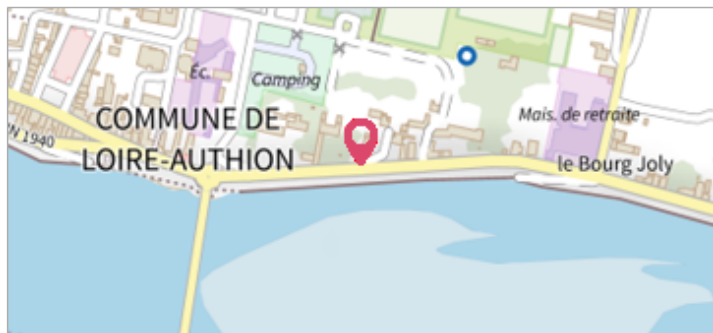 Éc.
Camping
COMMUNE DE
LOIRE-AUTHION
Mais. de retraite
1940
le Bourg Joly